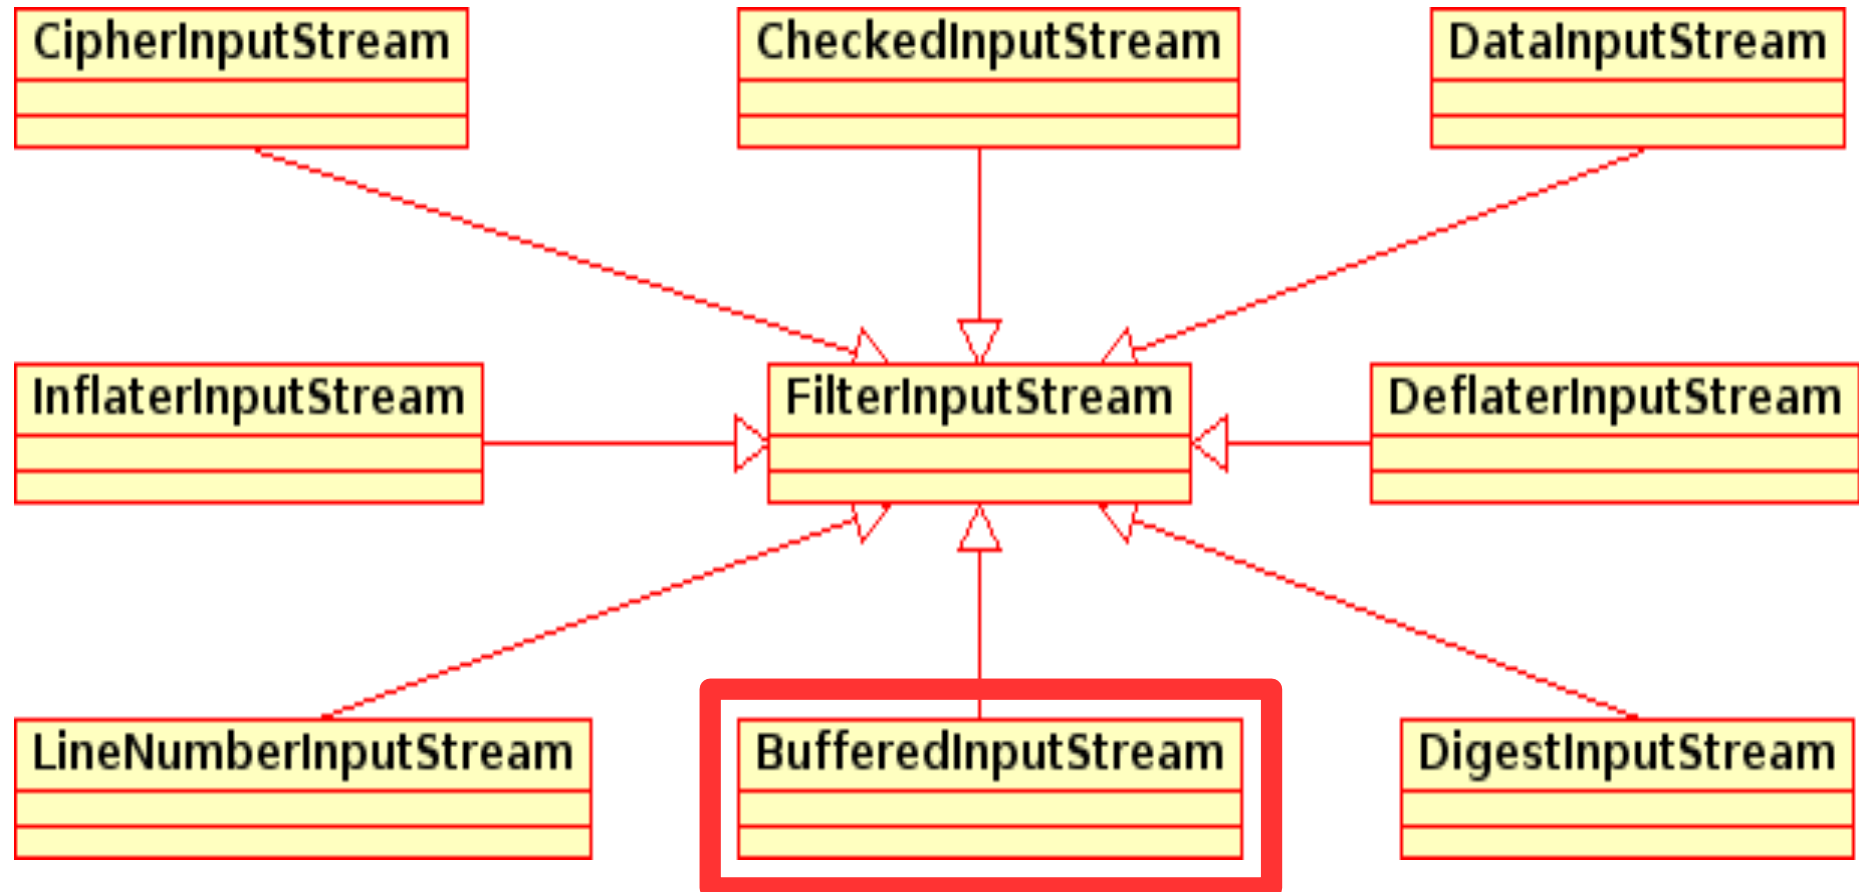 CipherInputStream
CheckedInputStream
DataInputStream
InflaterInputStream
FilterInputStream
DeflaterInputStream
LineNumberInputStream
BufferedInputStream
DigestInputStream